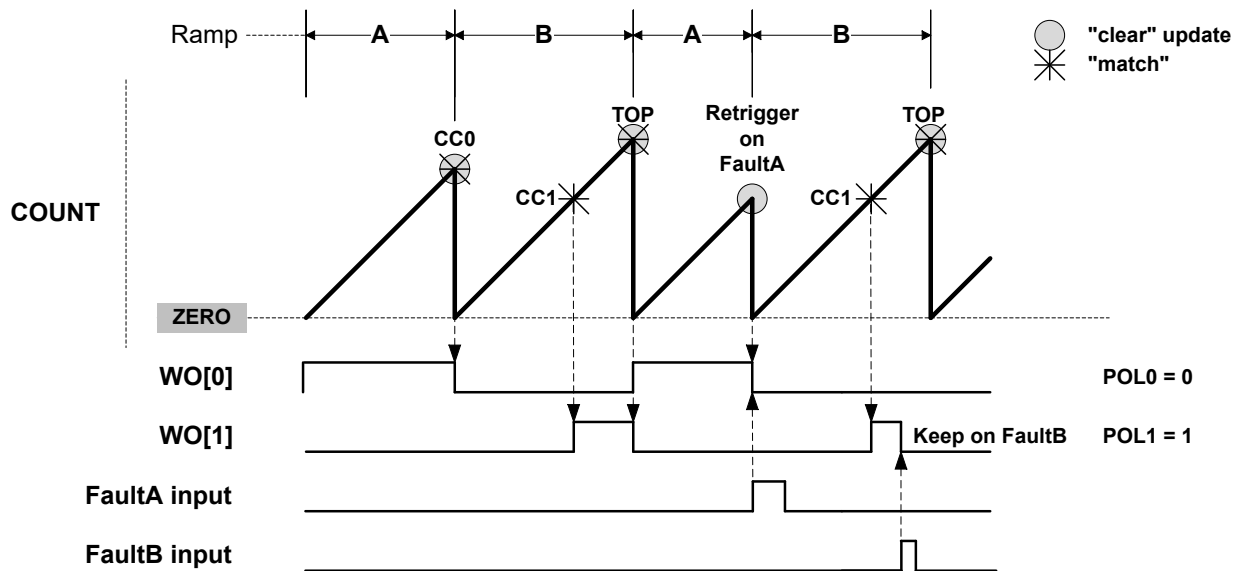 Ramp
A
B
A
B
"clear" update
"match"
CC0
TOP
Retrigger
on
FaultA
TOP
CC1
CC1
COUNT
ZERO
WO[0]
POL0 = 0
WO[1]
Keep on FaultB
POL1 = 1
FaultA input
FaultB input